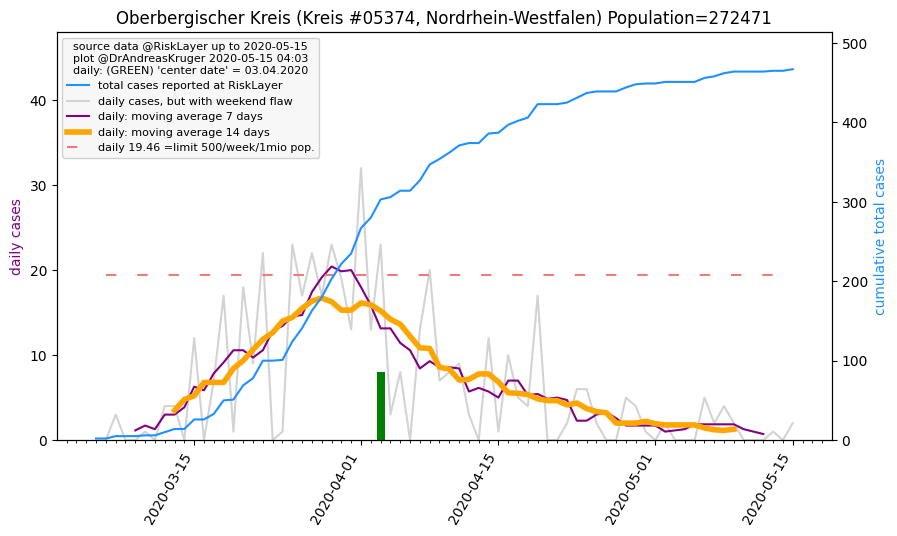 Oberbergischer Kreis (Kreis #05374, Nordrhein-Westfalen) Population=272471
source data @RiskLayer up to 2020-05-15
plot @DrAndreasKruger 2020-05-15 04:03
daily: (GREEN) 'center date' = 03.04.2020
total cases reported at RiskLayer
daily cases, but with weekend flaw
daily: moving average 7 days
daily: moving average 14 days
daily 19.46 =limit 500/week/1mio pop.
daily cases
40
30
20
10
0
cumulative total cases
500
400
300
200
100
0
2020-03-15
2020-04-01
2020-04-15
2020-05-01
2020-05-15